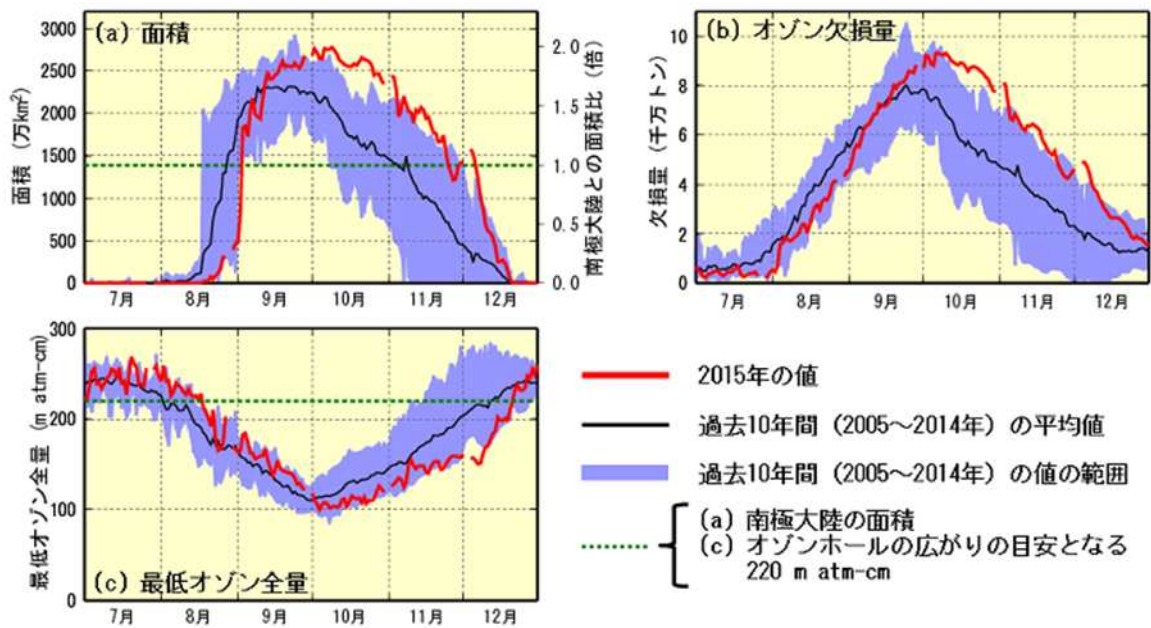 (a) 面積
面積 (万km²)
3000
2500
2000
1500
1000
500
0
2.0
1.5
1.0
0.5
0.0
南極大陸との面積比 (倍)
7月 8月 9月 10月 11月 12月
(b) オゾン欠損量
欠損量 (千万トン)
10
8
6
4
2
0
7月 8月 9月 10月 11月 12月
(c) 最低オゾン全量
最低オゾン全量 (m atm-cm)
300
200
100
0
7月 8月 9月 10月 11月 12月
2015年の値
過去10年間 (2005~2014年) の平均値
過去10年間 (2005~2014年) の値の範囲
(a) 南極大陸の面積
(c) オゾンホールの広がりの目安となる
220 m atm-cm